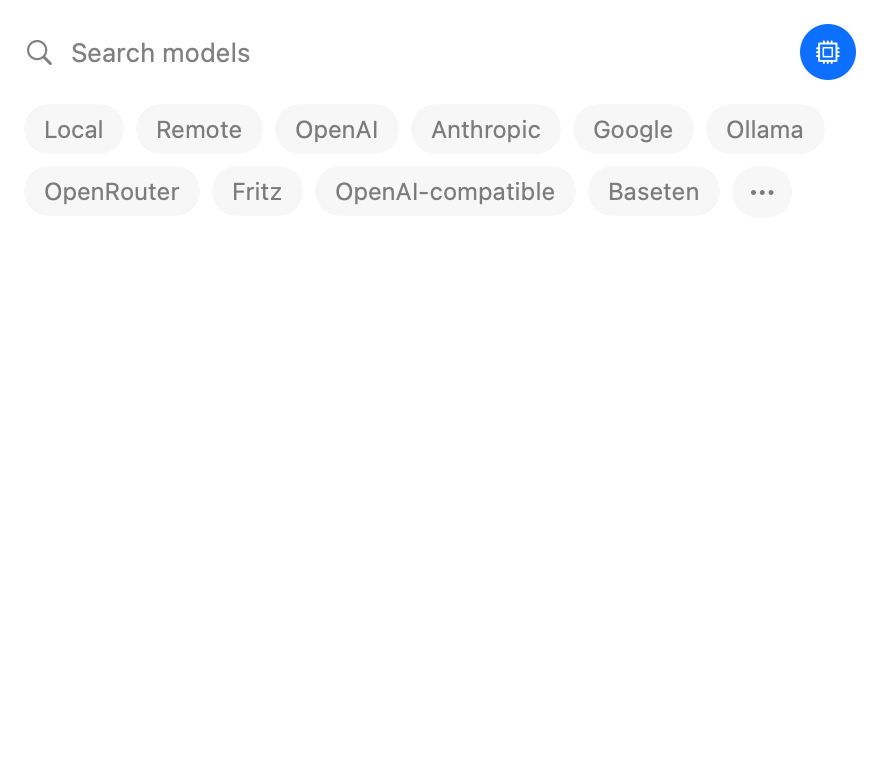 Search models
Local Remote OpenAI Anthropic Google Ollama
OpenRouter Fritz OpenAI-compatible Baseten •••